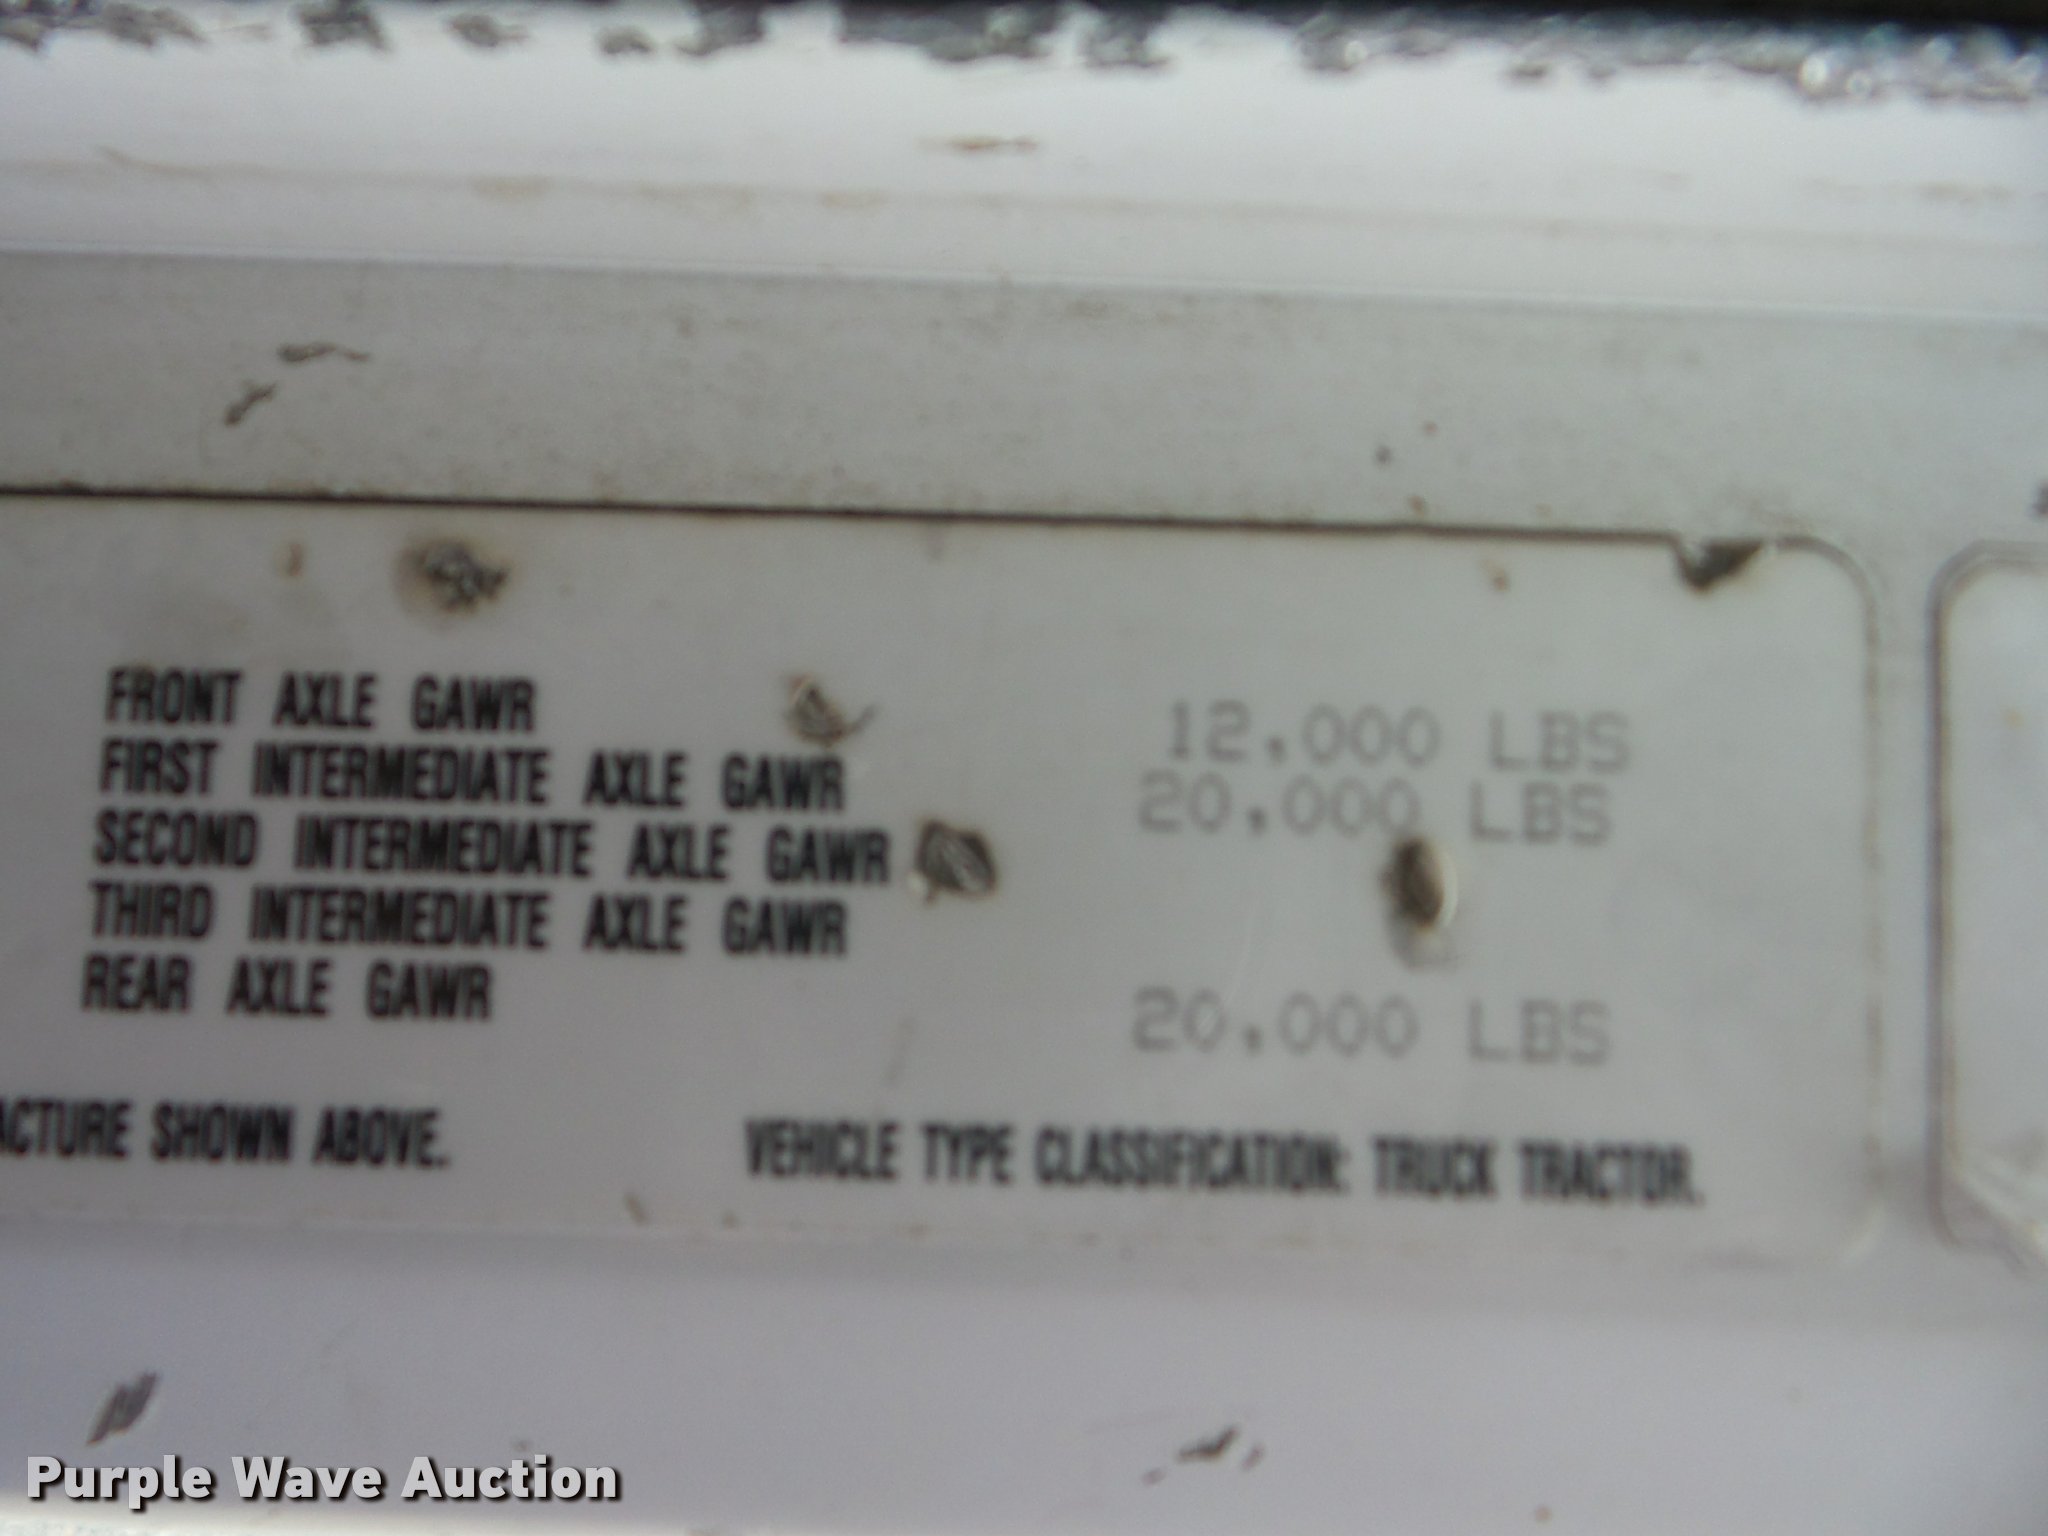 FRONT AXLE GAWR 12,000 LBS
FIRST INTERMEDIATE AXLE GAWR 20,000 LBS
SECOND INTERMEDIATE AXLE GAWR
THIRD INTERMEDIATE AXLE GAWR
REAR AXLE GAWR 20,000 LBS
ACTURE SHOWN ABOVE. VEHICLE TYPE CLASSIFICATION: TRUCK TRACTOR.
Purple Wave Auction